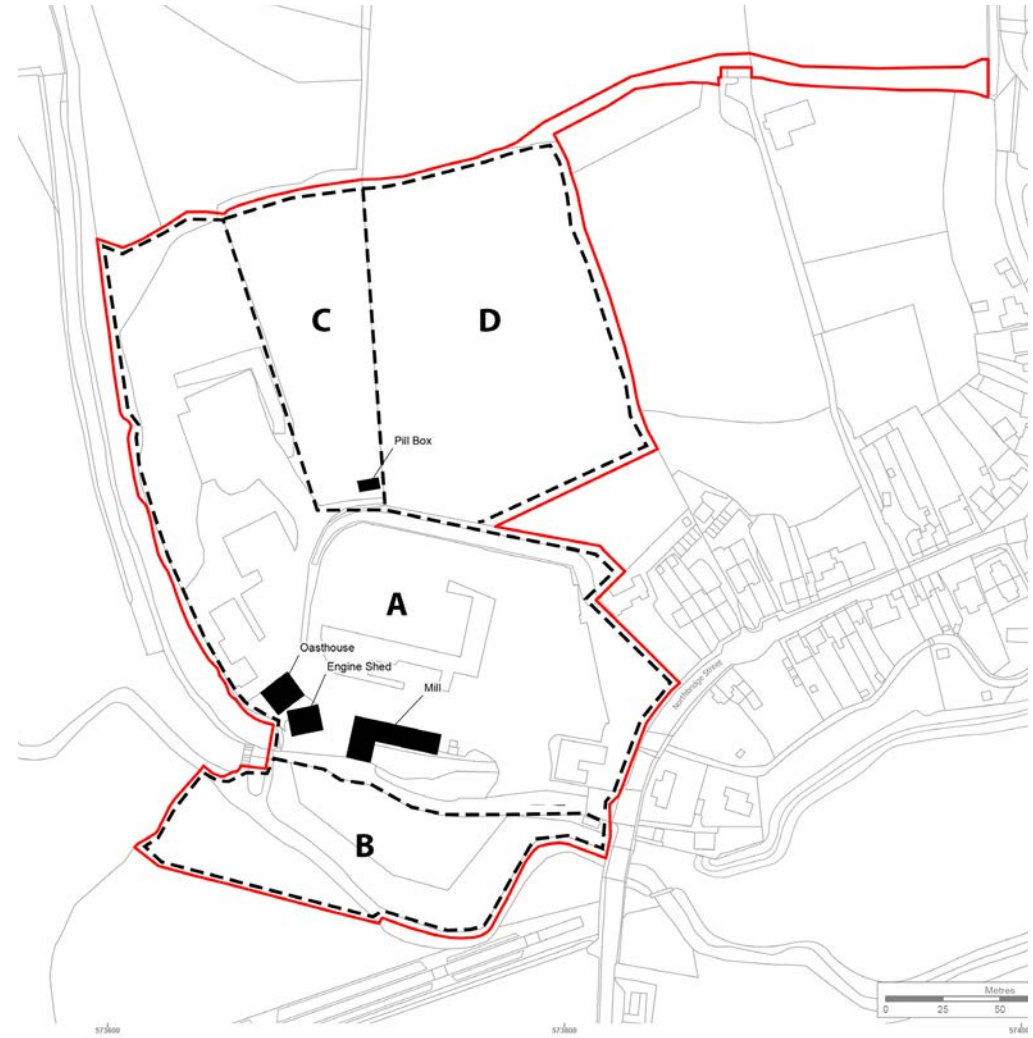 C
D
Pill Box
A
Oasthouse
Engine Shed
Mill
Northbridge Street
B
Metres
0 25 50
573600 573800